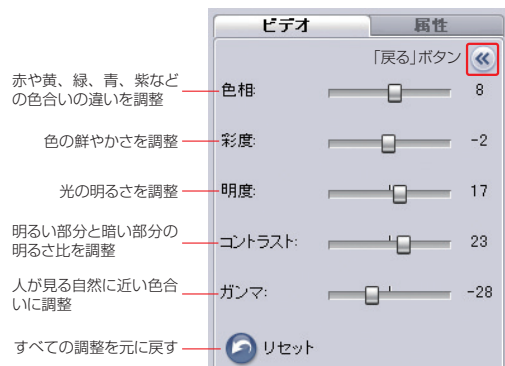 ビデオ
属性
「戻る」ボタン
赤や黄、緑、青、紫など
の色合いの違いを調整
色相:
8
色の鮮やかさを調整
彩度:
-2
光の明るさを調整
明度:
17
明るい部分と暗い部分の
明るさ比を調整
コントラスト:
23
人が見る自然に近い色合
いに調整
ガンマ:
-28
すべての調整を元に戻す
リセット